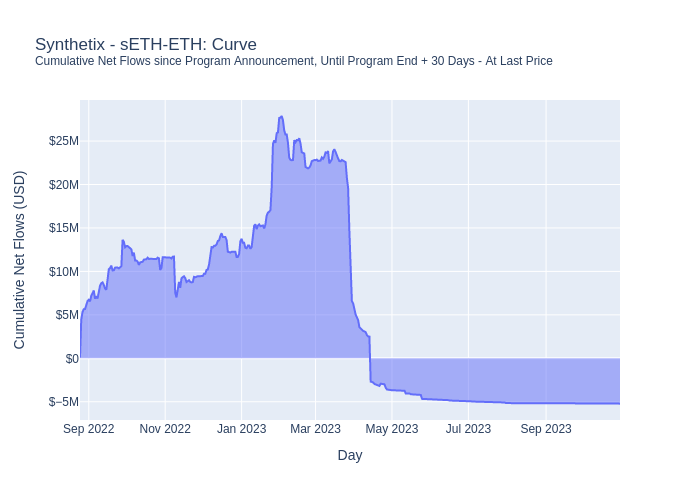 Synthetix - sETH-ETH: Curve
Cumulative Net Flows since Program Announcement, Until Program End + 30 Days - At Last Price
Cumulative Net Flows (USD)
$25M
$20M
$15M
$10M
$5M
$0
$−5M
Sep 2022 Nov 2022 Jan 2023 Mar 2023 May 2023 Jul 2023 Sep 2023
Day